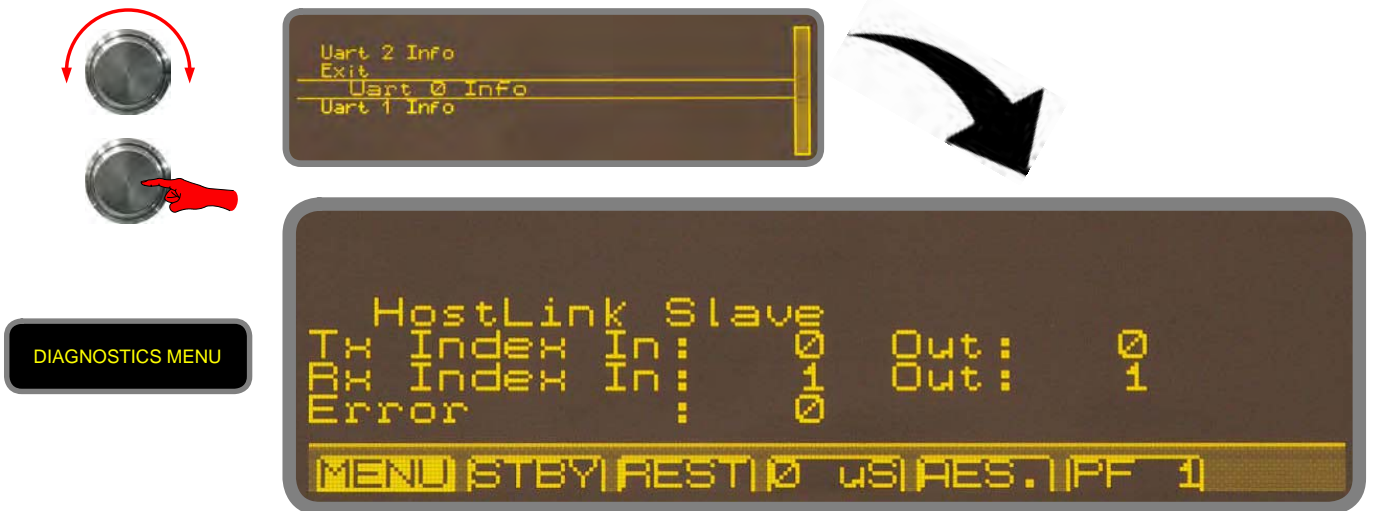 Uart 2 Info
Exit
Uart 0 Info
Uart 1 Info
DIAGNOSTICS MENU
HostLink Slave
Tx Index In: 0 Out: 0
Rx Index In: 1 Out: 1
Error : 0
MENU STBY REST 0 uS AES. PF 1